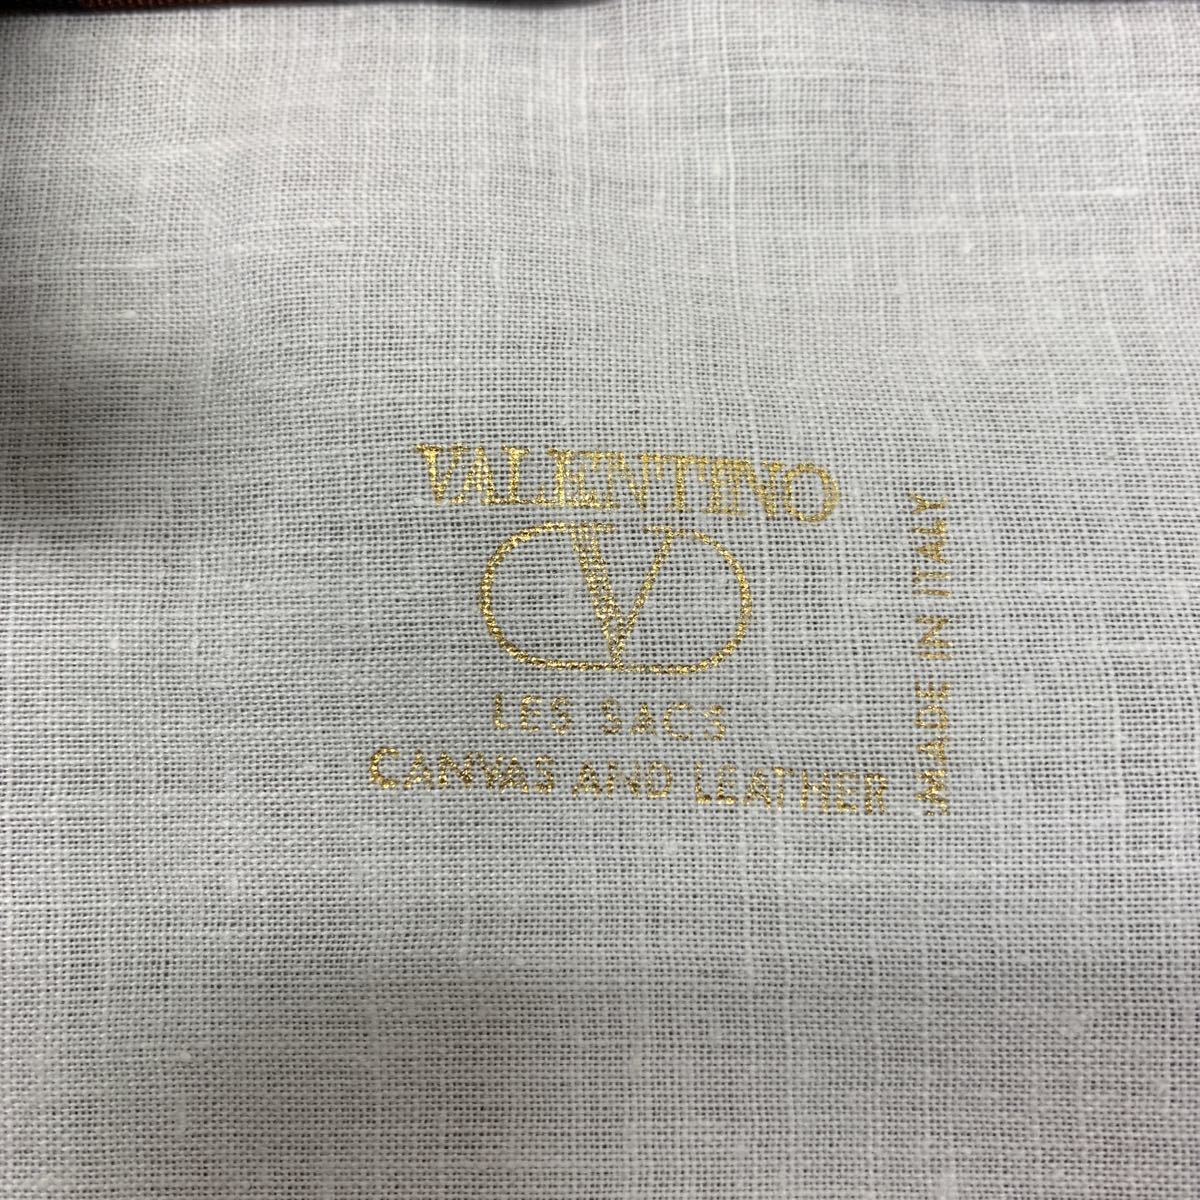 VALENTINO
V
LES SACS
CANVAS AND LEATHER
MADE IN ITALY